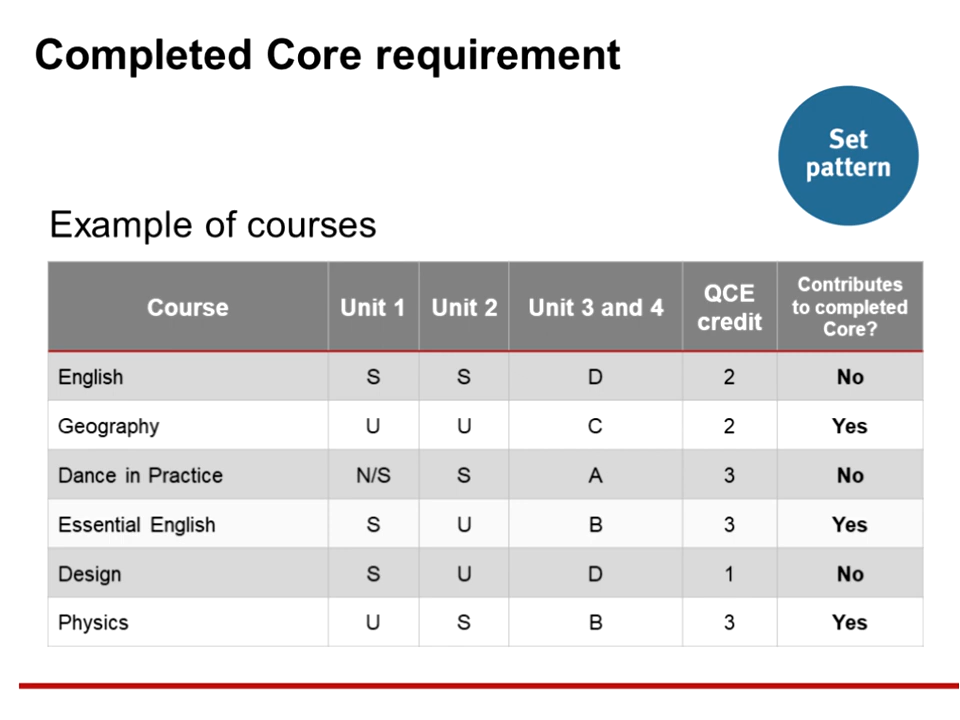 Completed Core requirement
Set
pattern
Example of courses
Course Unit 1 Unit 2 Unit 3 and 4 QCE credit Contributes to completed Core?
English S S D 2 No
Geography U U C 2 Yes
Dance in Practice N/S S A 3 No
Essential English S U B 3 Yes
Design S U D 1 No
Physics U S B 3 Yes